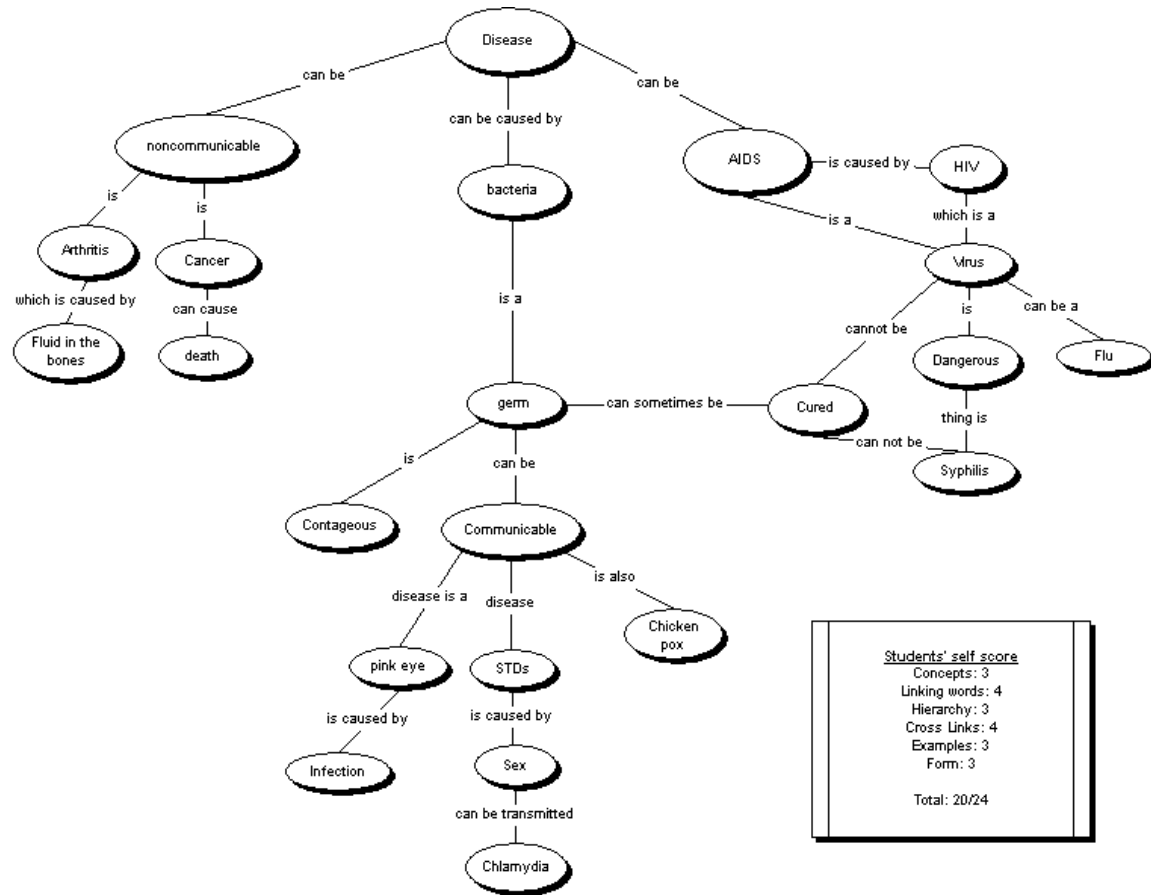 Disease
can be
can be caused by
can be
noncommunicable
bacteria
AIDS
is caused by
HIV
is
is
is a
which is a
Arthritis
Cancer
Virus
which is caused by
can cause
is a
cannot be
is
can be a
Fluid in the
bones
death
Dangerous
Flu
germ
can sometimes be
Cured
thing is
can not be
Syphilis
is
can be
Contageous
Communicable
disease is a
disease
is also
Chicken
pox
pink eye
STDs
is caused by
is caused by
Infection
Sex
can be transmitted
Chlamydia
Students' self score
Concepts: 3
Linking words: 4
Hierarchy: 3
Cross Links: 4
Examples: 3
Form: 3
Total: 20/24